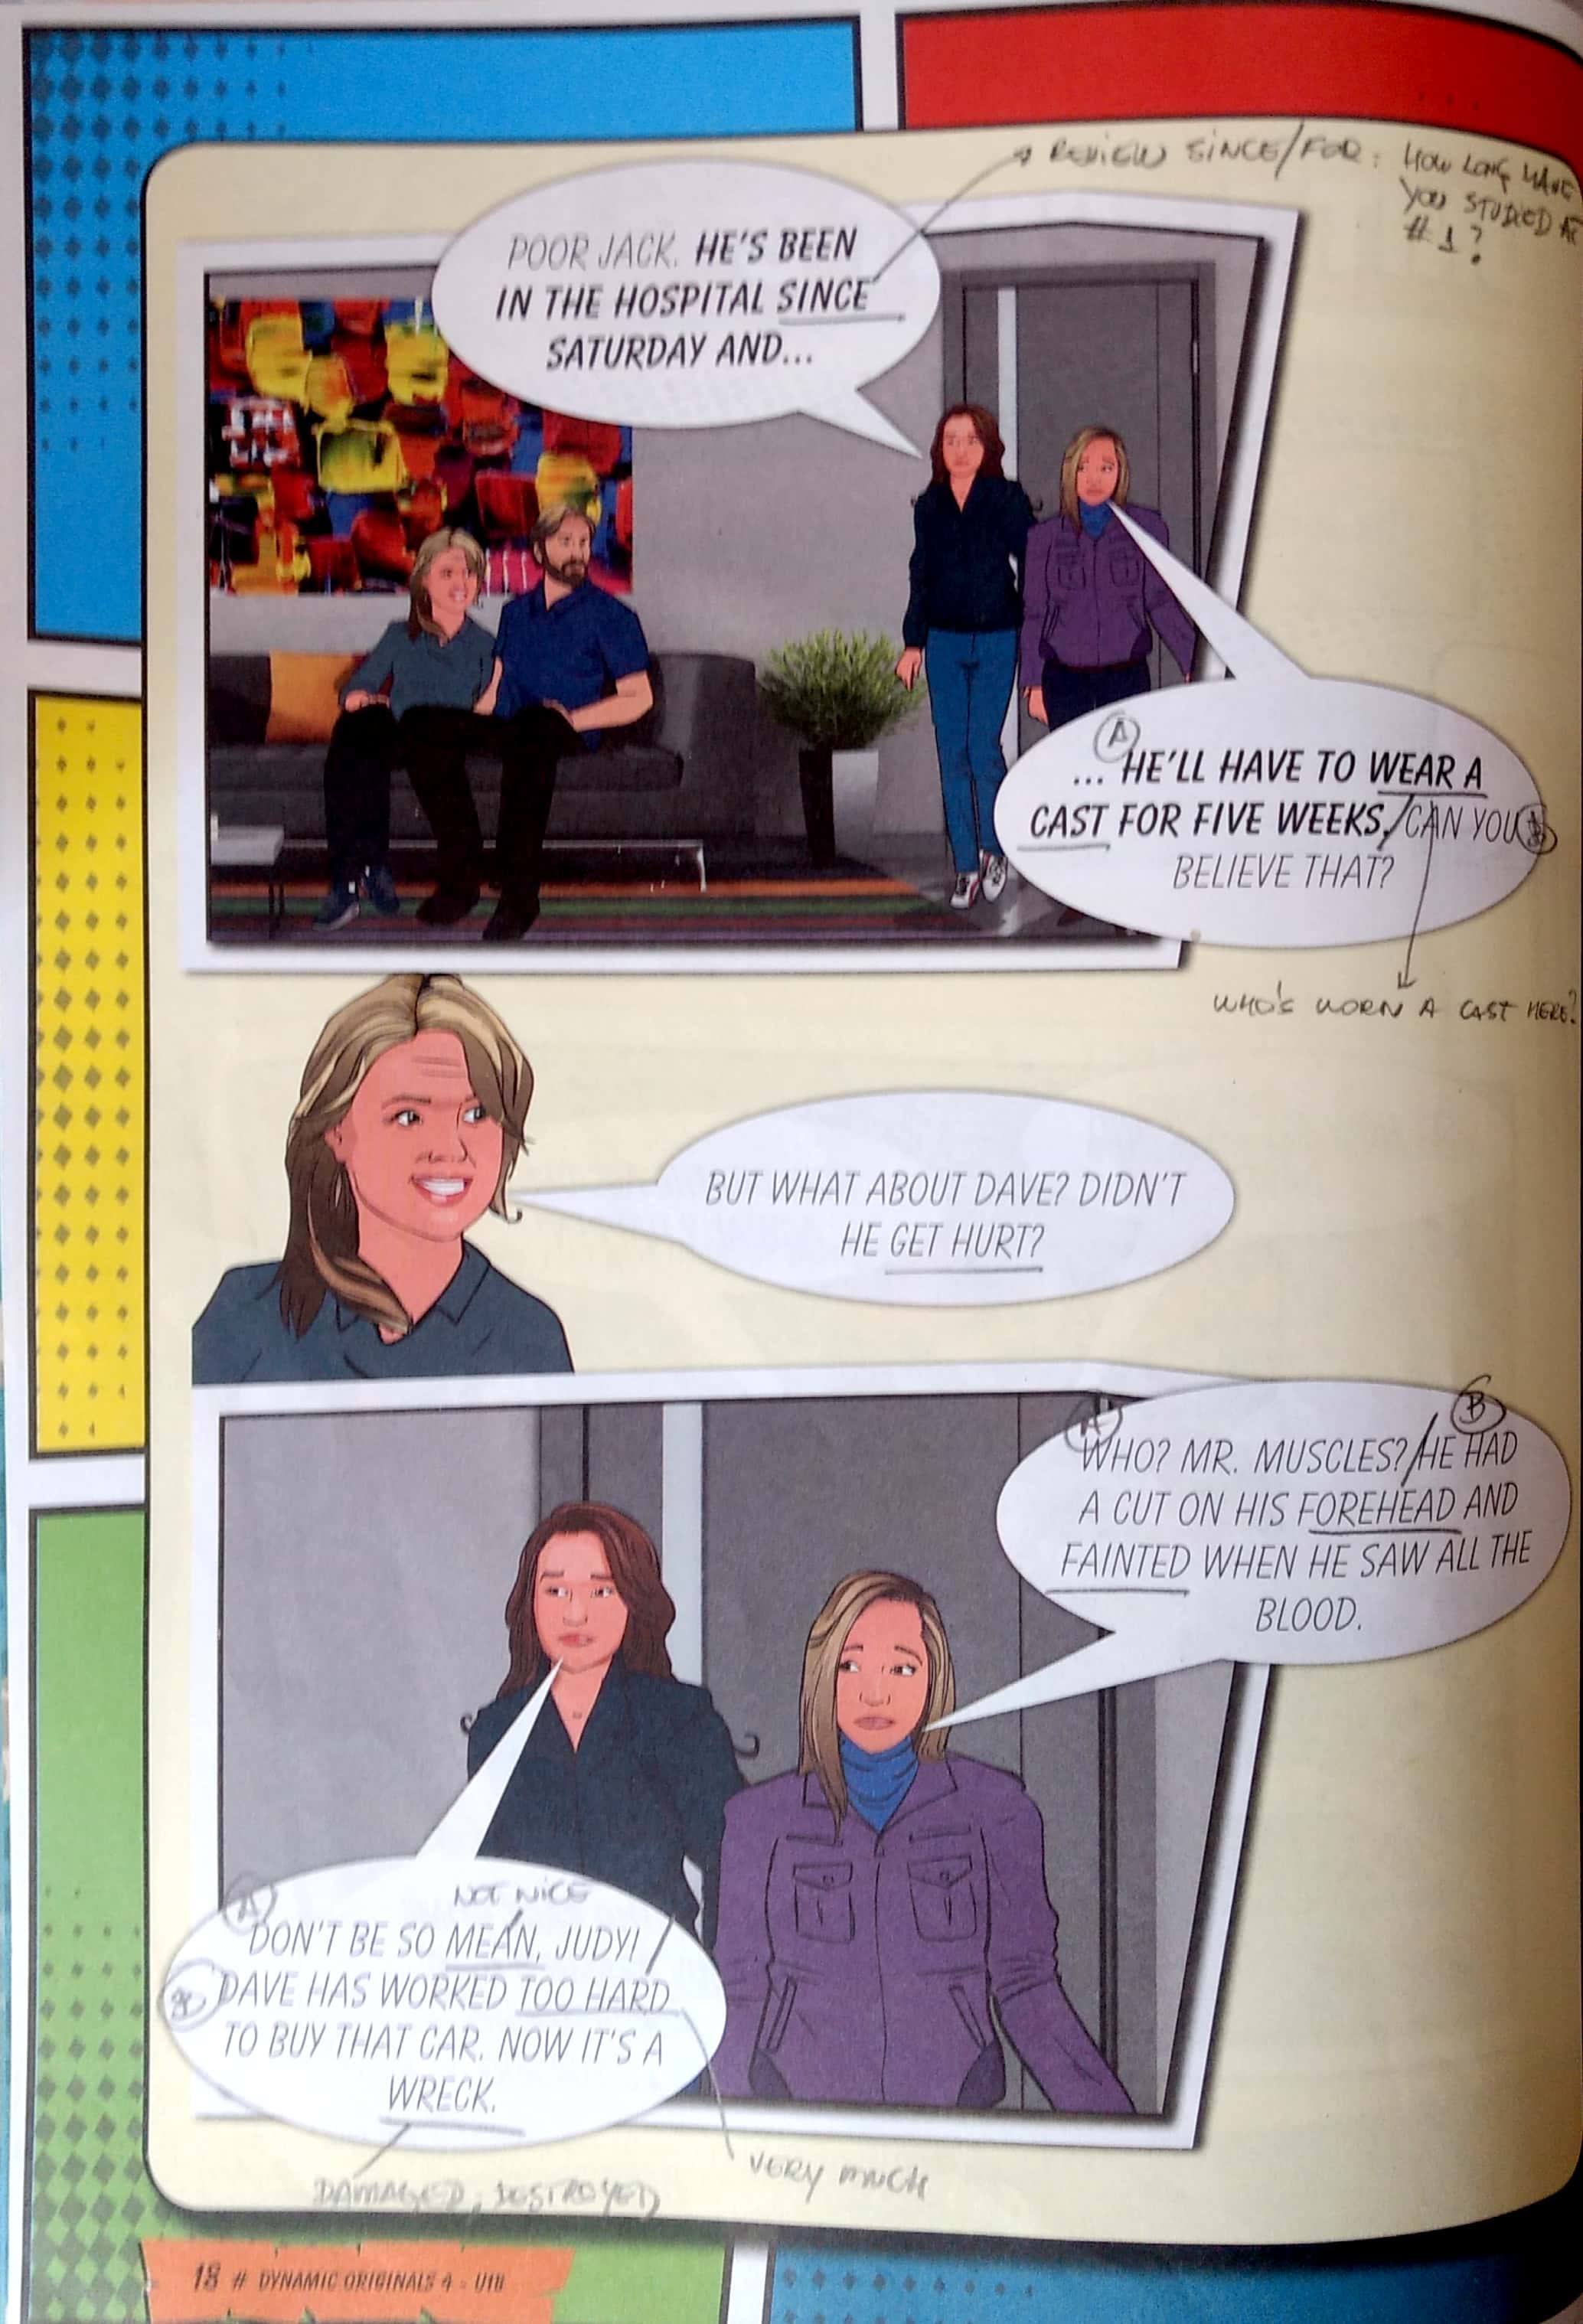 → REVIEW SINCE/FOR: HOW LONG HAVE
YOU STUDIED AT
# 1?
POOR JACK. HE'S BEEN
IN THE HOSPITAL SINCE
SATURDAY AND...
A
... HE'LL HAVE TO WEAR A
CAST FOR FIVE WEEKS./CAN YOU B
BELIEVE THAT?
WHO'S WORN A CAST HERE?
BUT WHAT ABOUT DAVE? DIDN'T
HE GET HURT?
A B
WHO? MR. MUSCLES?/HE HAD
A CUT ON HIS FOREHEAD AND
FAINTED WHEN HE SAW ALL THE
BLOOD.
NOT NICE
A
DON'T BE SO MEAN, JUDY! /
B DAVE HAS WORKED TOO HARD
TO BUY THAT CAR. NOW IT'S A
WRECK.
VERY MUCH
DAMAGED, DESTROYED
18 # DYNAMIC ORIGINALS 4 - U18